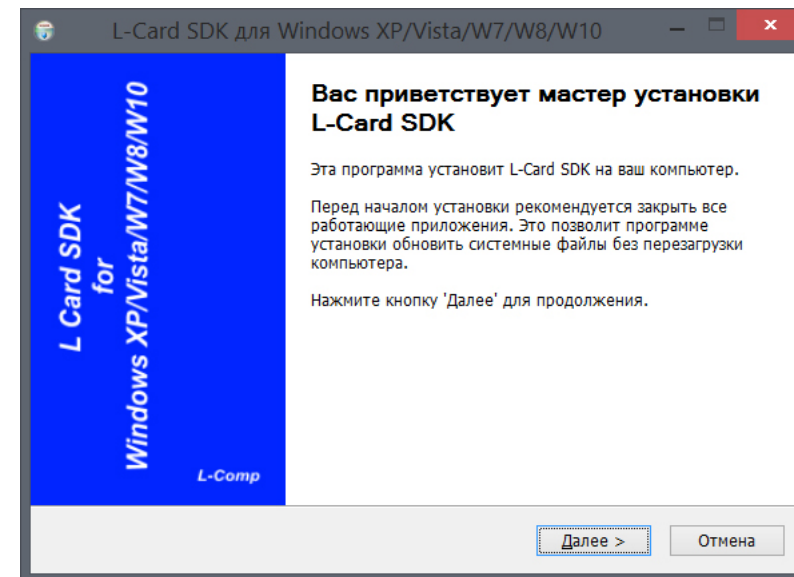 L-Card SDK для Windows XP/Vista/W7/W8/W10
L Card SDK
for
Windows XP/Vista/W7/W8/W10
L-Comp
Вас приветствует мастер установки
L-Card SDK
Эта программа установит L-Card SDK на ваш компьютер.
Перед началом установки рекомендуется закрыть все
работающие приложения. Это позволит программе
установки обновить системные файлы без перезагрузки
компьютера.
Нажмите кнопку 'Далее' для продолжения.
Далее >
Отмена